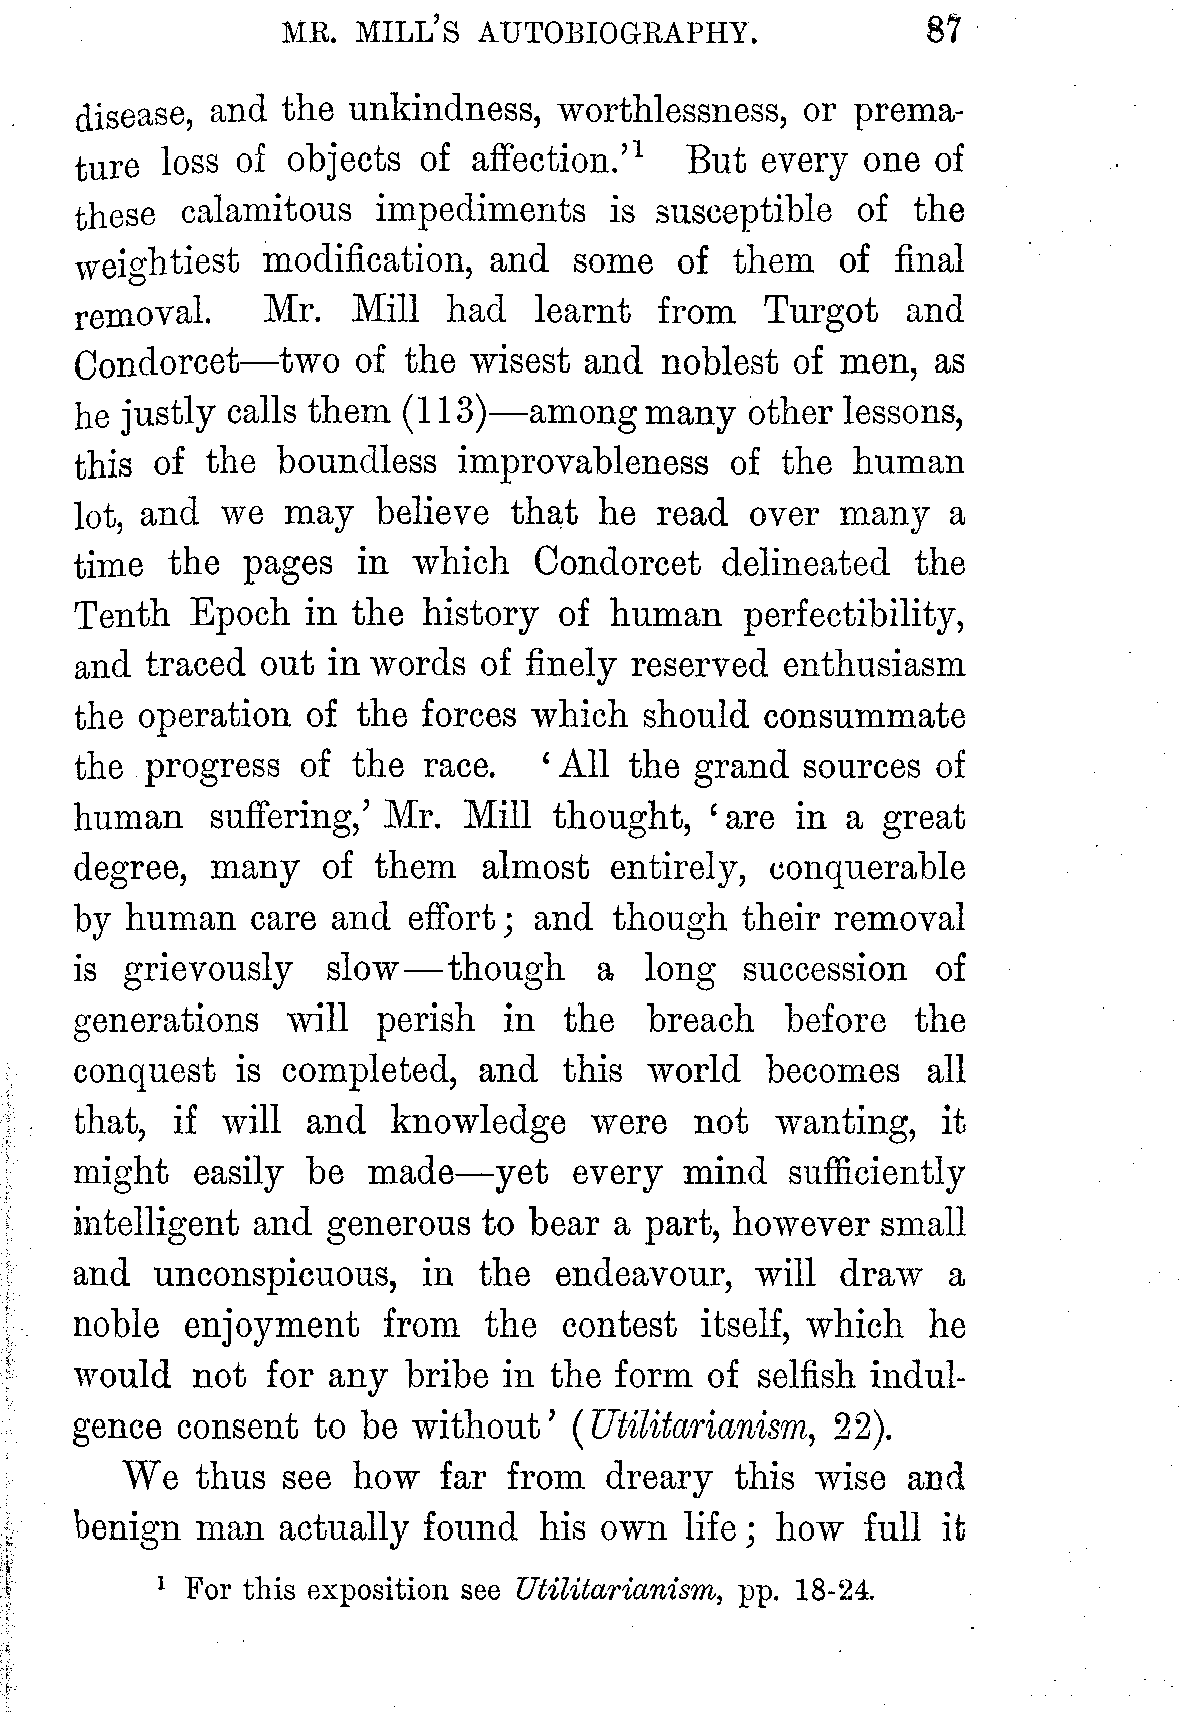 MR. MILL'S AUTOBIOGRAPHY. 87
disease, and the unkindness, worthlessness, or prema-
ture loss of objects of affection.'¹ But every one of
these calamitous impediments is susceptible of the
weightiest modification, and some of them of final
removal. Mr. Mill had learnt from Turgot and
Condorcet—two of the wisest and noblest of men, as
he justly calls them (113)—among many other lessons,
this of the boundless improvableness of the human
lot, and we may believe that he read over many a
time the pages in which Condorcet delineated the
Tenth Epoch in the history of human perfectibility,
and traced out in words of finely reserved enthusiasm
the operation of the forces which should consummate
the progress of the race. 'All the grand sources of
human suffering,' Mr. Mill thought, 'are in a great
degree, many of them almost entirely, conquerable
by human care and effort; and though their removal
is grievously slow—though a long succession of
generations will perish in the breach before the
conquest is completed, and this world becomes all
that, if will and knowledge were not wanting, it
might easily be made—yet every mind sufficiently
intelligent and generous to bear a part, however small
and unconspicuous, in the endeavour, will draw a
noble enjoyment from the contest itself, which he
would not for any bribe in the form of selfish indul-
gence consent to be without' (Utilitarianism, 22).
We thus see how far from dreary this wise and
benign man actually found his own life; how full it
¹ For this exposition see Utilitarianism, pp. 18-24.